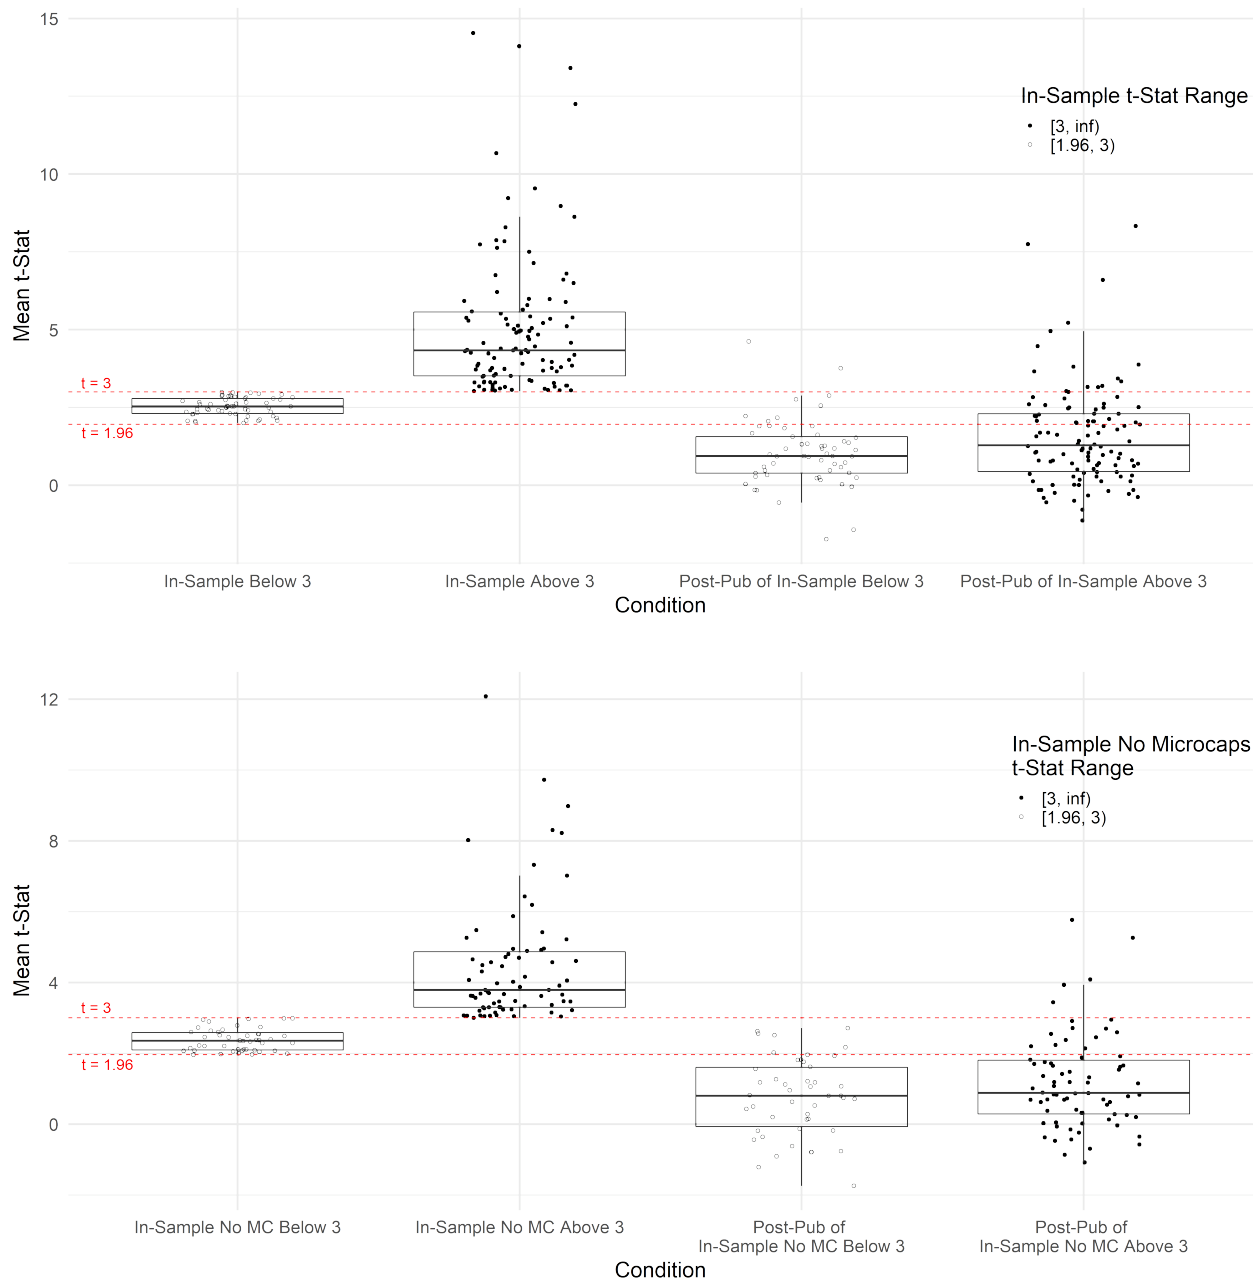 15
10
5
0
Mean t-Stat
In-Sample t-Stat Range
[3, inf)
[1.96, 3)
t = 3
t = 1.96
In-Sample Below 3
In-Sample Above 3
Post-Pub of In-Sample Below 3
Post-Pub of In-Sample Above 3
Condition
12
8
4
0
Mean t-Stat
In-Sample No Microcaps
t-Stat Range
[3, inf)
[1.96, 3)
t = 3
t = 1.96
In-Sample No MC Below 3
In-Sample No MC Above 3
Post-Pub of
In-Sample No MC Below 3
Post-Pub of
In-Sample No MC Above 3
Condition